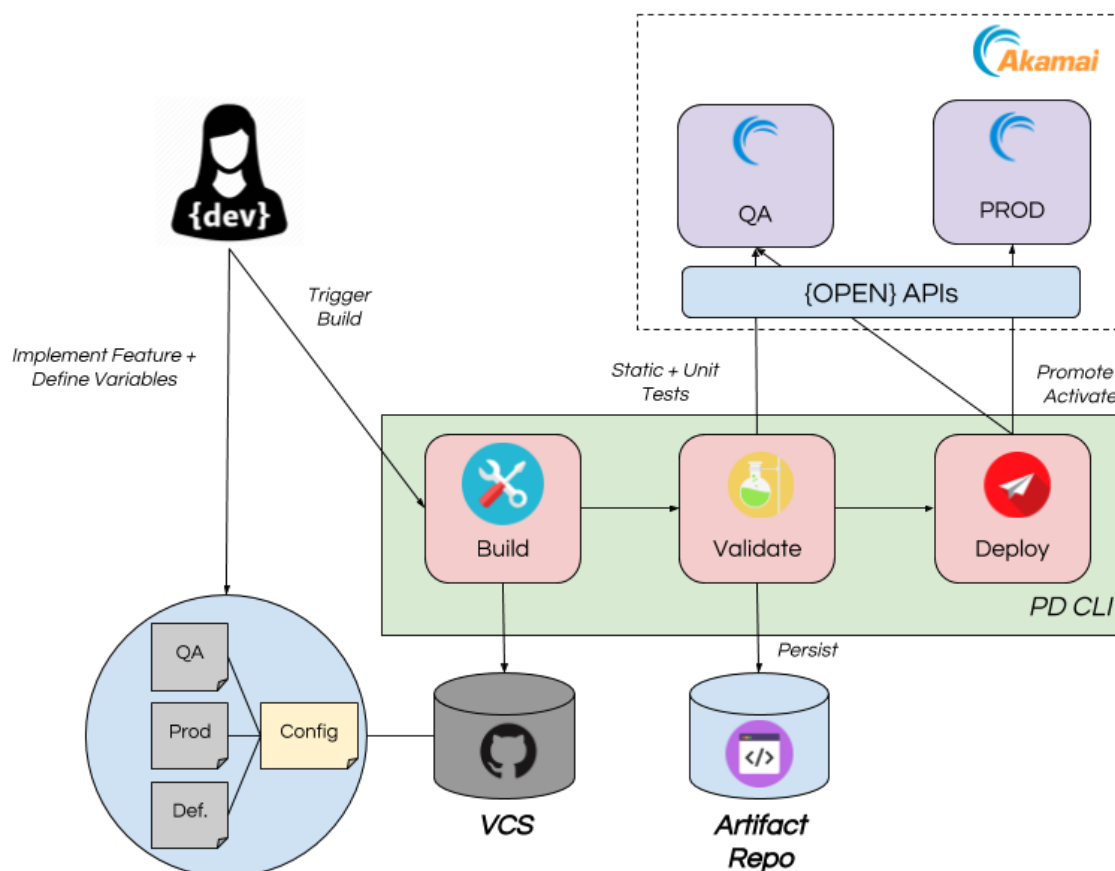 Akamai
QA
PROD
{dev}
{OPEN} APIs
Trigger
Build
Implement Feature +
Define Variables
Static + Unit
Tests
Promote +
Activate
Build
Validate
Deploy
PD CLI
Persist
QA
Prod
Config
Def.
VCS
Artifact
Repo